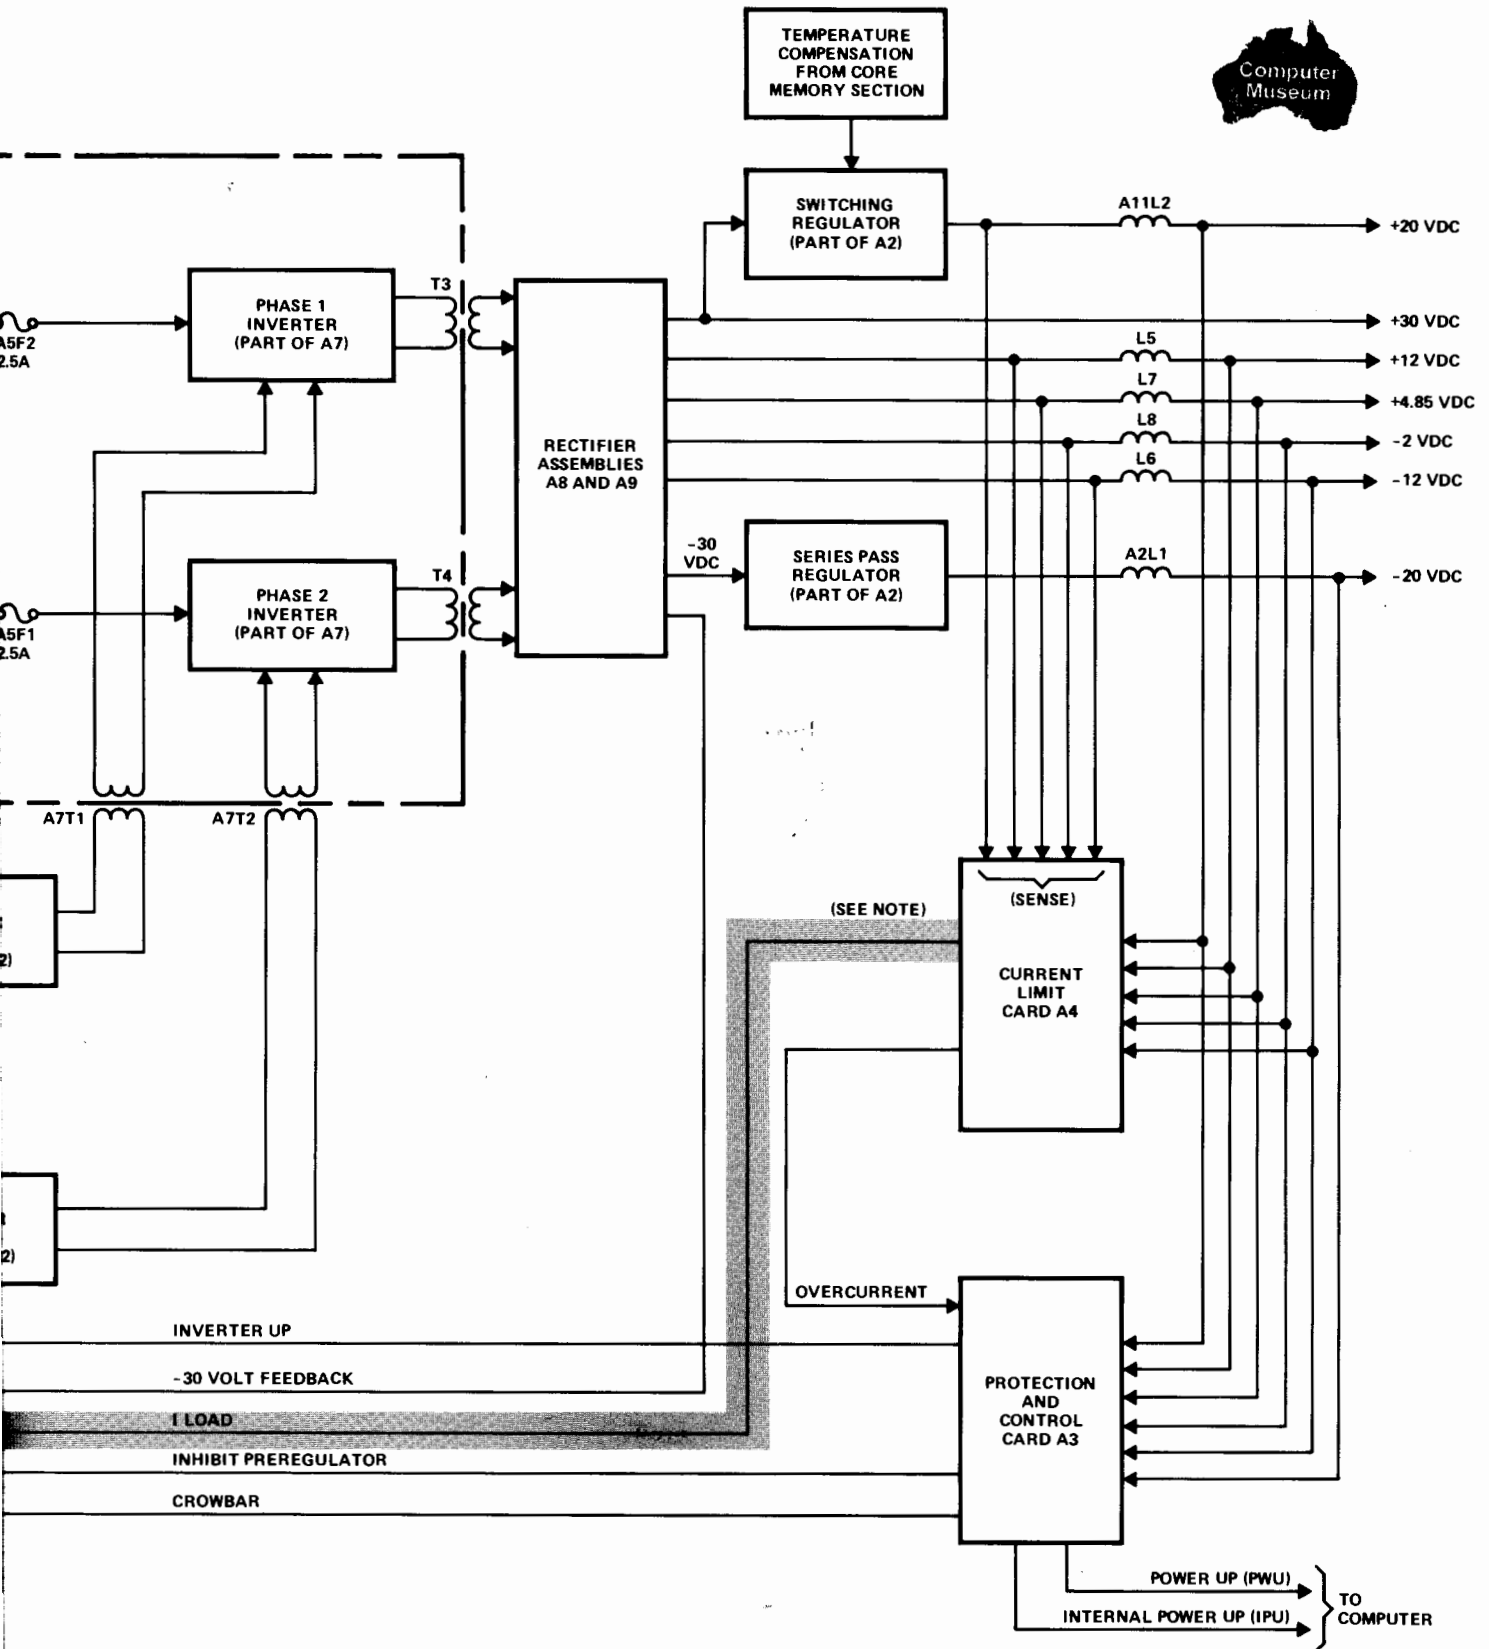 TEMPERATURE
COMPENSATION
FROM CORE
MEMORY SECTION
Computer
Museum
SWITCHING
REGULATOR
(PART OF A2)
A11L2
+20 VDC
T3
PHASE 1
INVERTER
(PART OF A7)
A5F2
2.5A
+30 VDC
L5
+12 VDC
L7
+4.85 VDC
L8
-2 VDC
L6
-12 VDC
RECTIFIER
ASSEMBLIES
A8 AND A9
-30
VDC
SERIES PASS
REGULATOR
(PART OF A2)
A2L1
-20 VDC
T4
PHASE 2
INVERTER
(PART OF A7)
A5F1
2.5A
A7T1
A7T2
2)
(SEE NOTE)
(SENSE)
CURRENT
LIMIT
CARD A4
2)
OVERCURRENT
INVERTER UP
-30 VOLT FEEDBACK
I LOAD
INHIBIT PREREGULATOR
CROWBAR
PROTECTION
AND
CONTROL
CARD A3
POWER UP (PWU)
INTERNAL POWER UP (IPU)
TO
COMPUTER